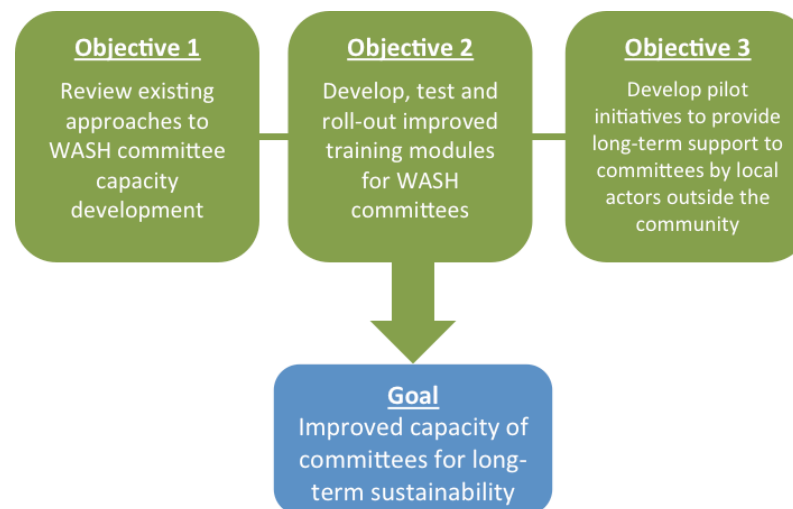 Objective 1
Review existing
approaches to
WASH committee
capacity
development
Objective 2
Develop, test and
roll-out improved
training modules
for WASH
committees
Objective 3
Develop pilot
initiatives to provide
long-term support to
committees by local
actors outside the
community
Goal
Improved capacity of
committees for long-
term sustainability